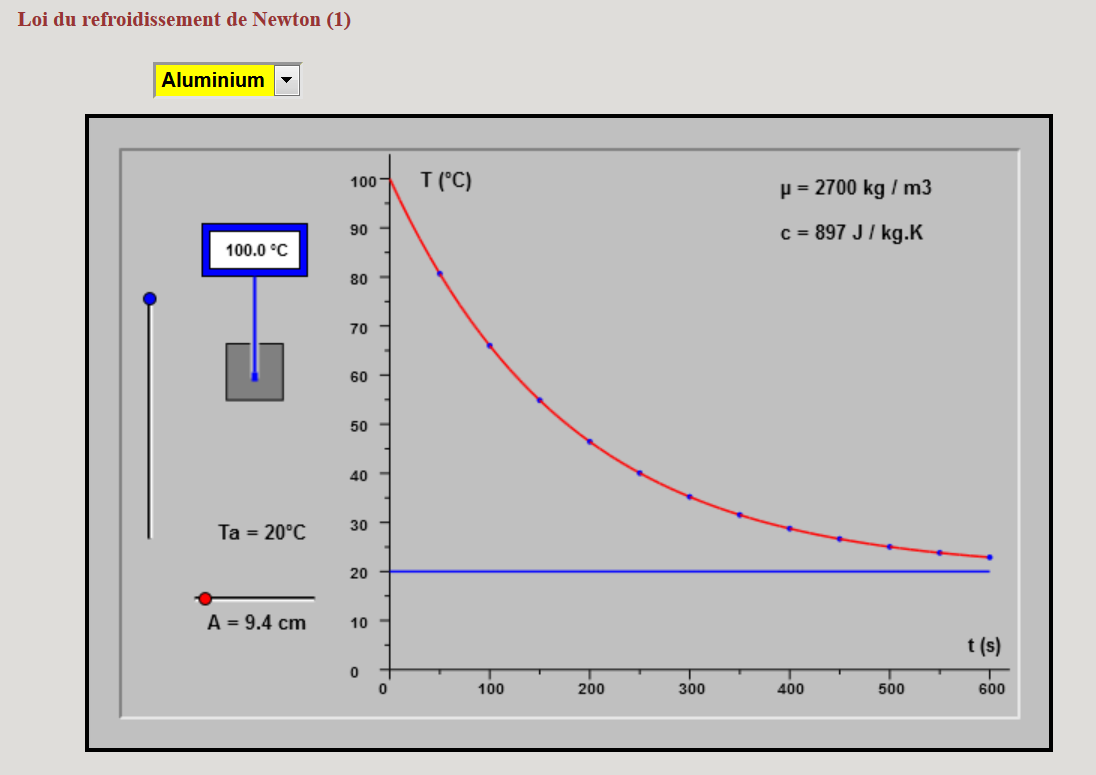 Loi du refroidissement de Newton (1)
Aluminium
T (°C)
µ = 2700 kg / m3
c = 897 J / kg.K
100.0 °C
Ta = 20°C
A = 9.4 cm
100
90
80
70
60
50
40
30
20
10
0
t (s)
0 100 200 300 400 500 600